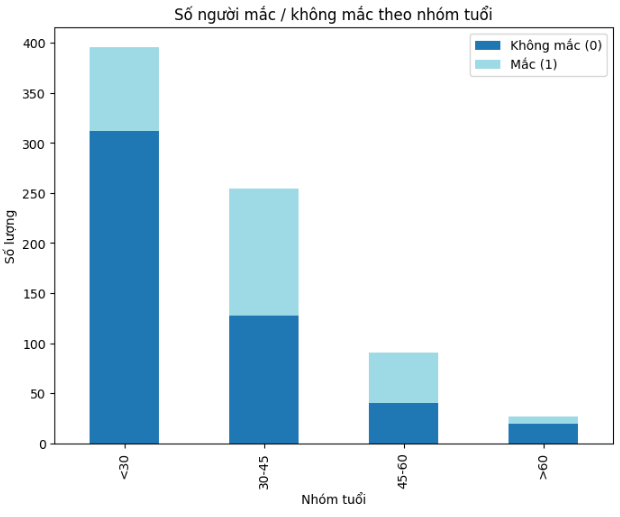 Số người mắc / không mắc theo nhóm tuổi
Không mắc (0)
Mắc (1)
Số lượng
400
350
300
250
200
150
100
50
0
<30
30-45
45-60
>60
Nhóm tuổi